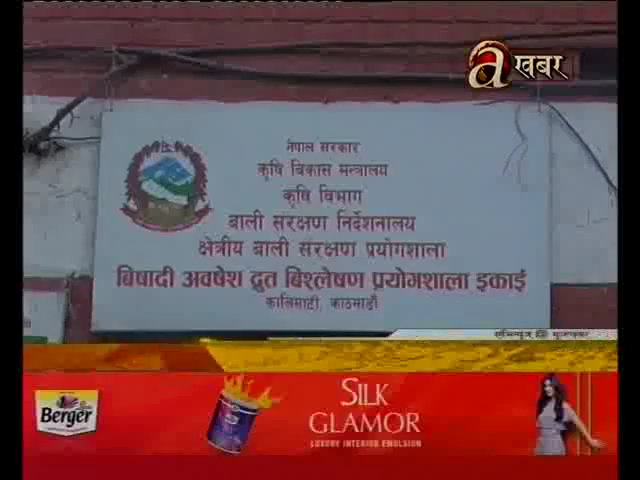 a खबर
नेपाल सरकार
कृषि विकास मन्त्रालय
कृषि विभाग
बाली संरक्षण निर्देशनालय
क्षेत्रीय बाली संरक्षण प्रयोगशाला
बिषादी अवषेश द्रुत बिश्लेषण प्रयोगशाला इकाई
कालिमाटी, काठमाडौं
Berger
SILK
GLAMOR
LUXURY INTERIOR EMULSION